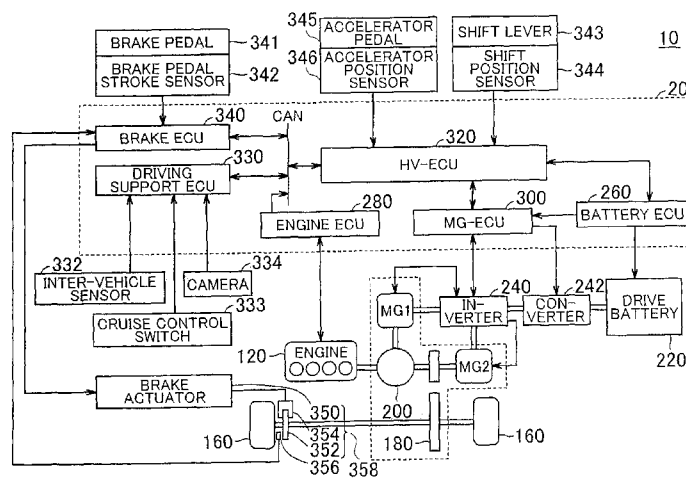 BRAKE PEDAL 341
BRAKE PEDAL
STROKE SENSOR 342
345 ACCELERATOR
PEDAL
346 ACCELERATOR
POSITION
SENSOR
SHIFT LEVER 343
SHIFT
POSITION
SENSOR 344
10
20
340
BRAKE ECU
CAN
330
DRIVING
SUPPORT ECU
320
HV-ECU
280
ENGINE ECU
300
MG-ECU
260
BATTERY ECU
332
INTER-VEHICLE
SENSOR
334
CAMERA
333
CRUISE CONTROL
SWITCH
MG1
240
IN-
VERTER
242
CON-
VERTER
DRIVE
BATTERY
220
120
ENGINE
MG2
200
BRAKE
ACTUATOR
350
354
352
356
358
160
180
160